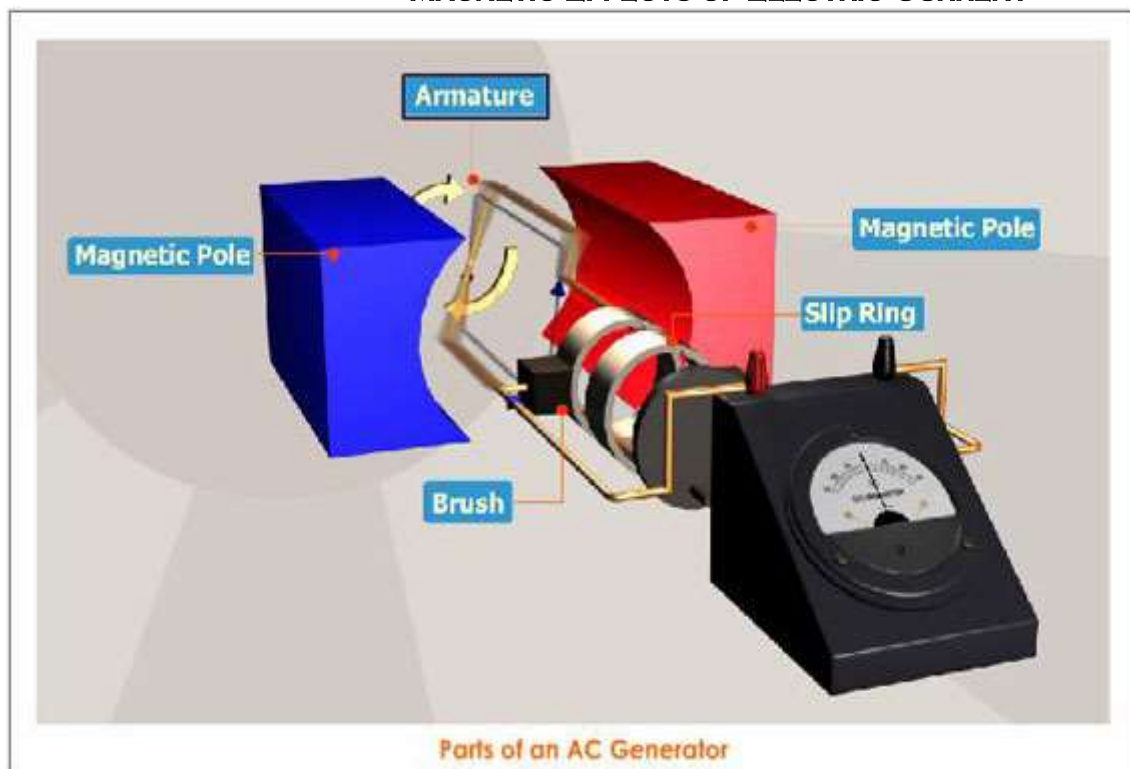 Armature
Magnetic Pole
Magnetic Pole
Slip Ring
Brush
Parts of an AC Generator